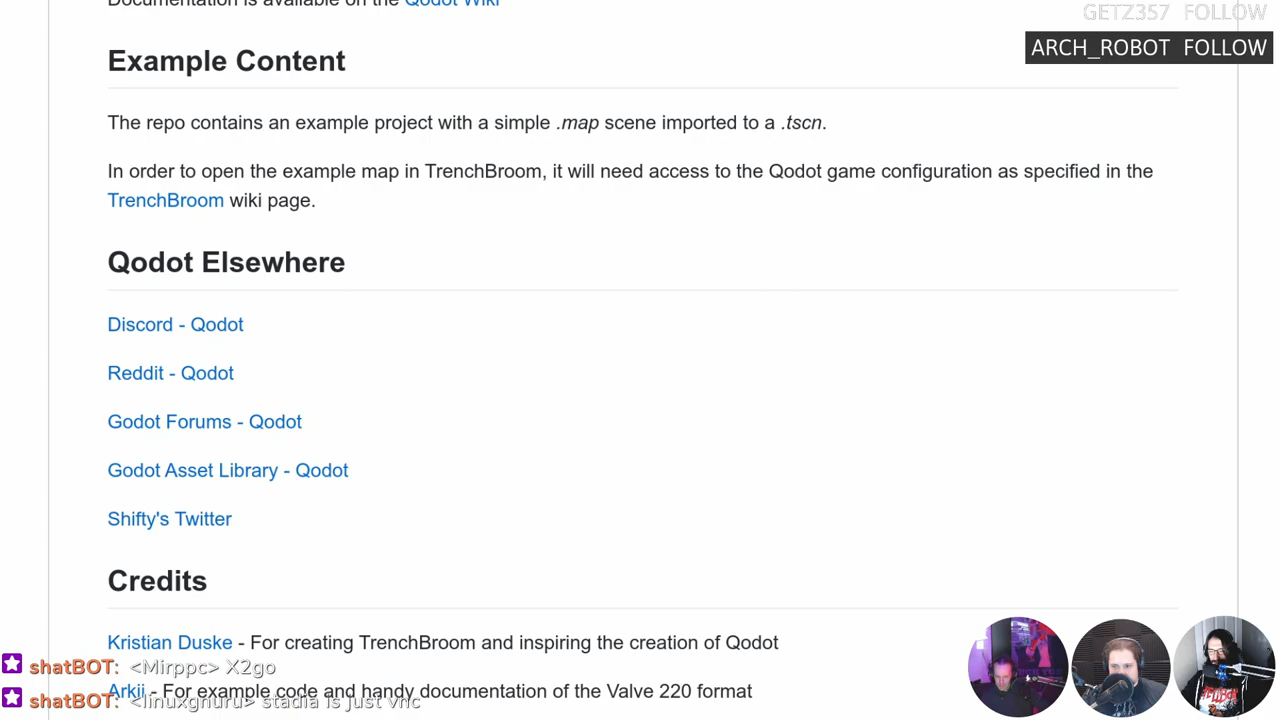 Documentation is available on the Qodot Wiki
GETZ357 FOLLOW
ARCH_ROBOT FOLLOW
Example Content
The repo contains an example project with a simple .map scene imported to a .tscn.
In order to open the example map in TrenchBroom, it will need access to the Qodot game configuration as specified in the
TrenchBroom wiki page.
Qodot Elsewhere
Discord - Qodot
Reddit - Qodot
Godot Forums - Qodot
Godot Asset Library - Qodot
Shifty's Twitter
Credits
Kristian Duske - For creating TrenchBroom and inspiring the creation of Qodot
shatBOT: <Mirppc> X2go
Arkii - For example code and handy documentation of the Valve 220 format
shatBOT: <linuxgnuru> stadia is just vnc